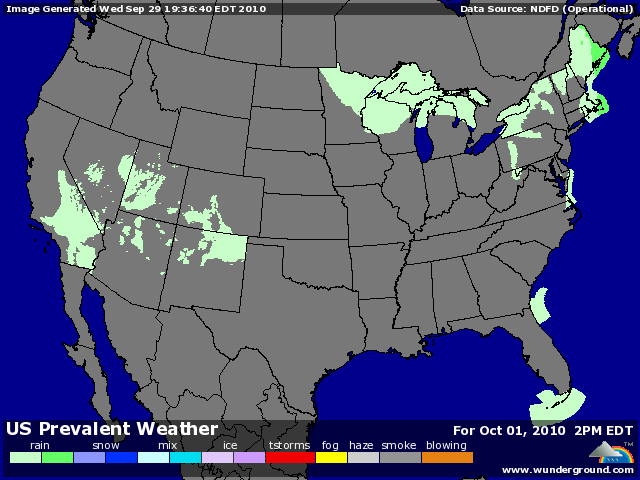 Image Generated Wed Sep 29 19:36:40 EDT 2010 Data Source: NDFD (Operational)
US Prevalent Weather For Oct 01, 2010 2PM EDT
rain snow mix ice tstorms fog haze smoke blowing
www.wunderground.com